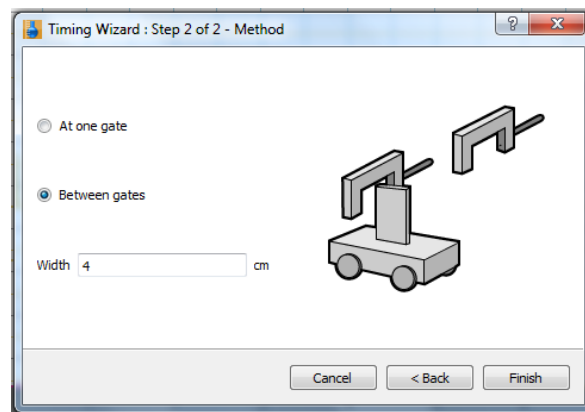 Timing Wizard : Step 2 of 2 - Method
At one gate
Between gates
Width 4 cm
Cancel < Back Finish